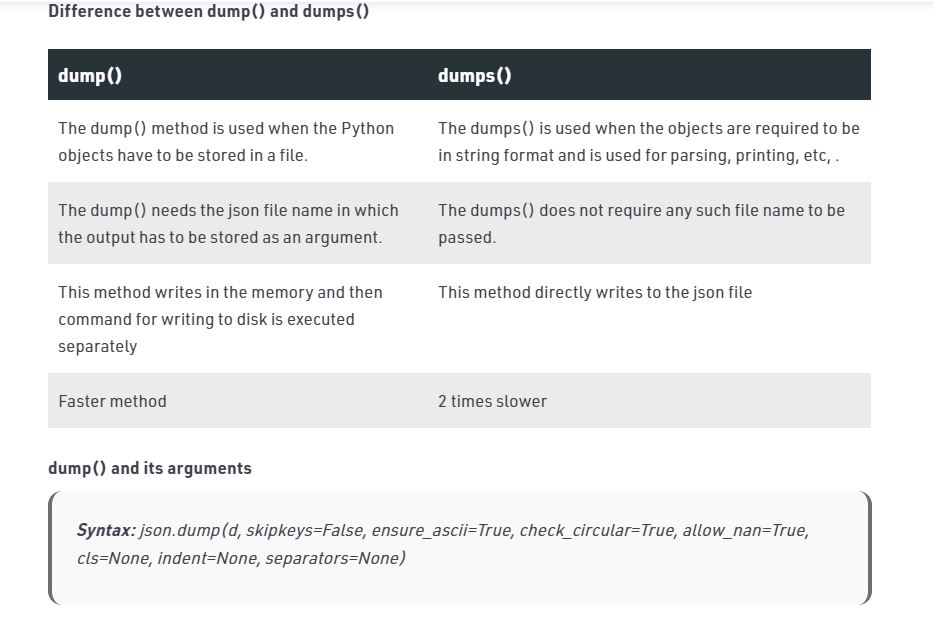 Difference between dump() and dumps()
dump()
dumps()
The dump() method is used when the Python
objects have to be stored in a file.
The dumps() is used when the objects are required to be
in string format and is used for parsing, printing, etc, .
The dump() needs the json file name in which
the output has to be stored as an argument.
The dumps() does not require any such file name to be
passed.
This method writes in the memory and then
command for writing to disk is executed
separately
This method directly writes to the json file
Faster method
2 times slower
dump() and its arguments
Syntax: json.dump(d, skipkeys=False, ensure_ascii=True, check_circular=True, allow_nan=True,
cls=None, indent=None, separators=None)